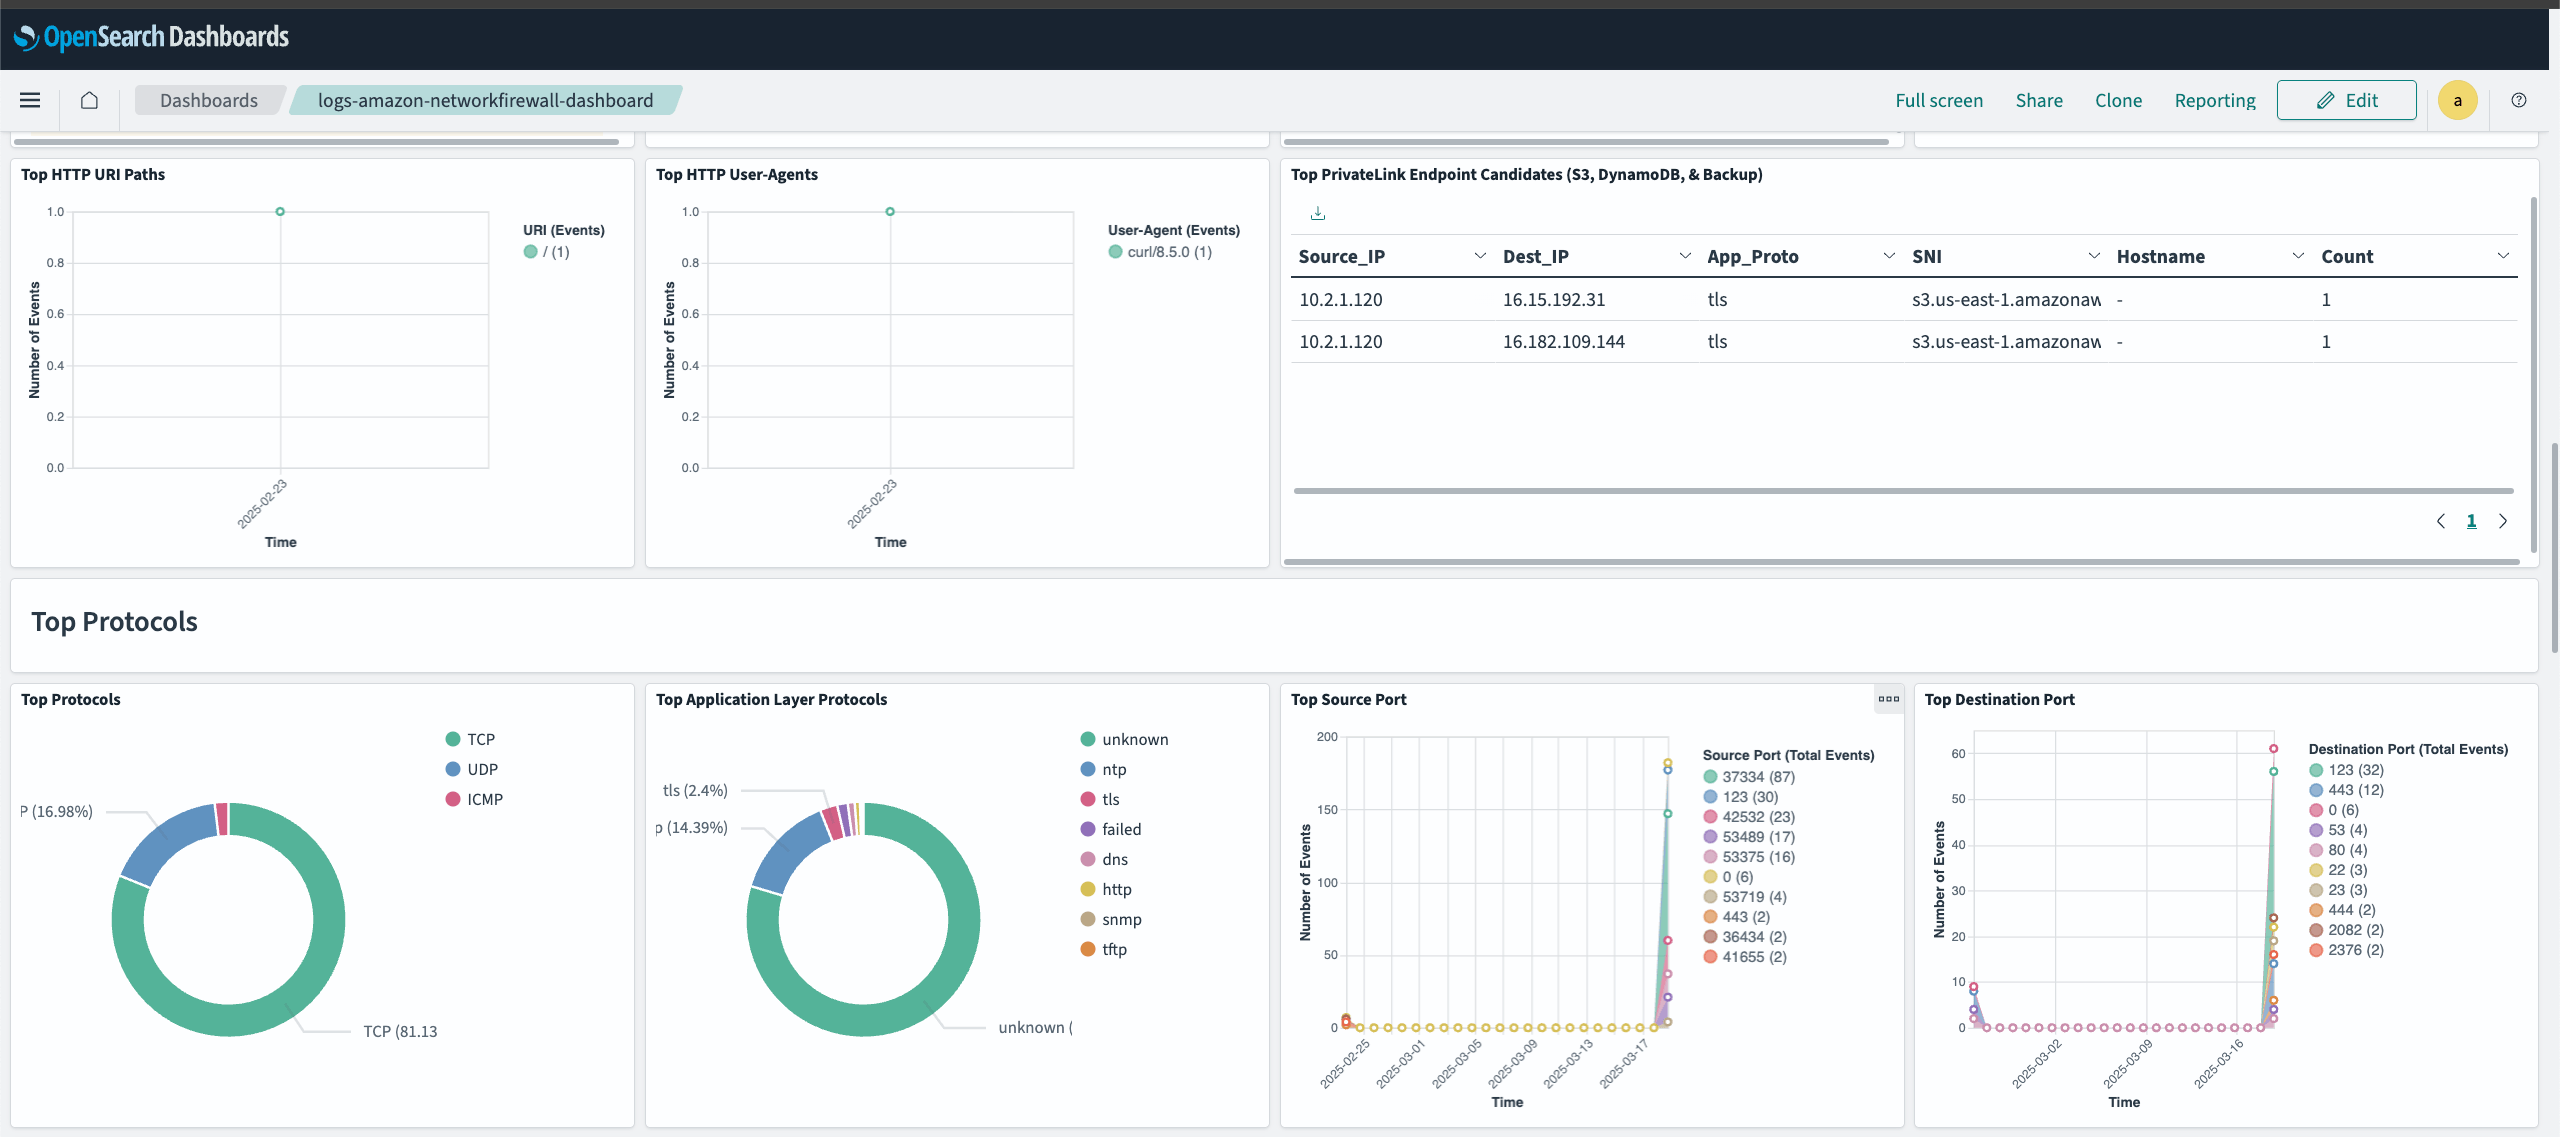 OpenSearch Dashboards
Dashboards
logs-amazon-networkfirewall-dashboard
Full screen
Share
Clone
Reporting
Edit
a
Top HTTP URI Paths
1.0
0.8
0.6
0.4
0.2
0.0
Number of Events
2025-02-23
Time
URI (Events)
/ (1)
Top HTTP User-Agents
1.0
0.8
0.6
0.4
0.2
0.0
Number of Events
2025-02-23
Time
User-Agent (Events)
curl/8.5.0 (1)
Top PrivateLink Endpoint Candidates (S3, DynamoDB, & Backup)
Source_IP Dest_IP App_Proto SNI Hostname Count
10.2.1.120 16.15.192.31 tls s3.us-east-1.amazonaw - 1
10.2.1.120 16.182.109.144 tls s3.us-east-1.amazonaw - 1
1
Top Protocols
Top Protocols
P (16.98%)
TCP (81.13
TCP
UDP
ICMP
Top Application Layer Protocols
tls (2.4%)
p (14.39%)
unknown (
unknown
ntp
tls
failed
dns
http
snmp
tftp
Top Source Port
200
150
100
50
0
Number of Events
2025-02-25
2025-03-01
2025-03-05
2025-03-09
2025-03-13
2025-03-17
Time
Source Port (Total Events)
37334 (87)
123 (30)
42532 (23)
53489 (17)
53375 (16)
0 (6)
53719 (4)
443 (2)
36434 (2)
41655 (2)
Top Destination Port
60
50
40
30
20
10
0
Number of Events
2025-03-02
2025-03-09
2025-03-16
Time
Destination Port (Total Events)
123 (32)
443 (12)
0 (6)
53 (4)
80 (4)
22 (3)
23 (3)
444 (2)
2082 (2)
2376 (2)